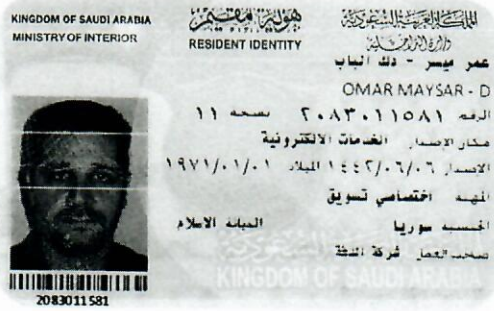 KINGDOM OF SAUDI ARABIA
MINISTRY OF INTERIOR
هوية مقيم
RESIDENT IDENTITY
المملكة العربية السعودية
وزارة الداخلية
عمر ميسر - دك الباب
OMAR MAYSAR - D
الرقم ٢٠٨٣٠١١٥٨١ نسخة ١١
مكان الإصدار الخدمات الالكترونية
الاصدار ١٤٤٢/٠٦/٠٦ الميلاد ١٩٧١/٠١/٠١
المهنة اختصاصي تسويق
الجنسية سوريا الديانة الاسلام
صاحب العمل شركة
KINGDOM OF SAUDI ARABIA
2083011581